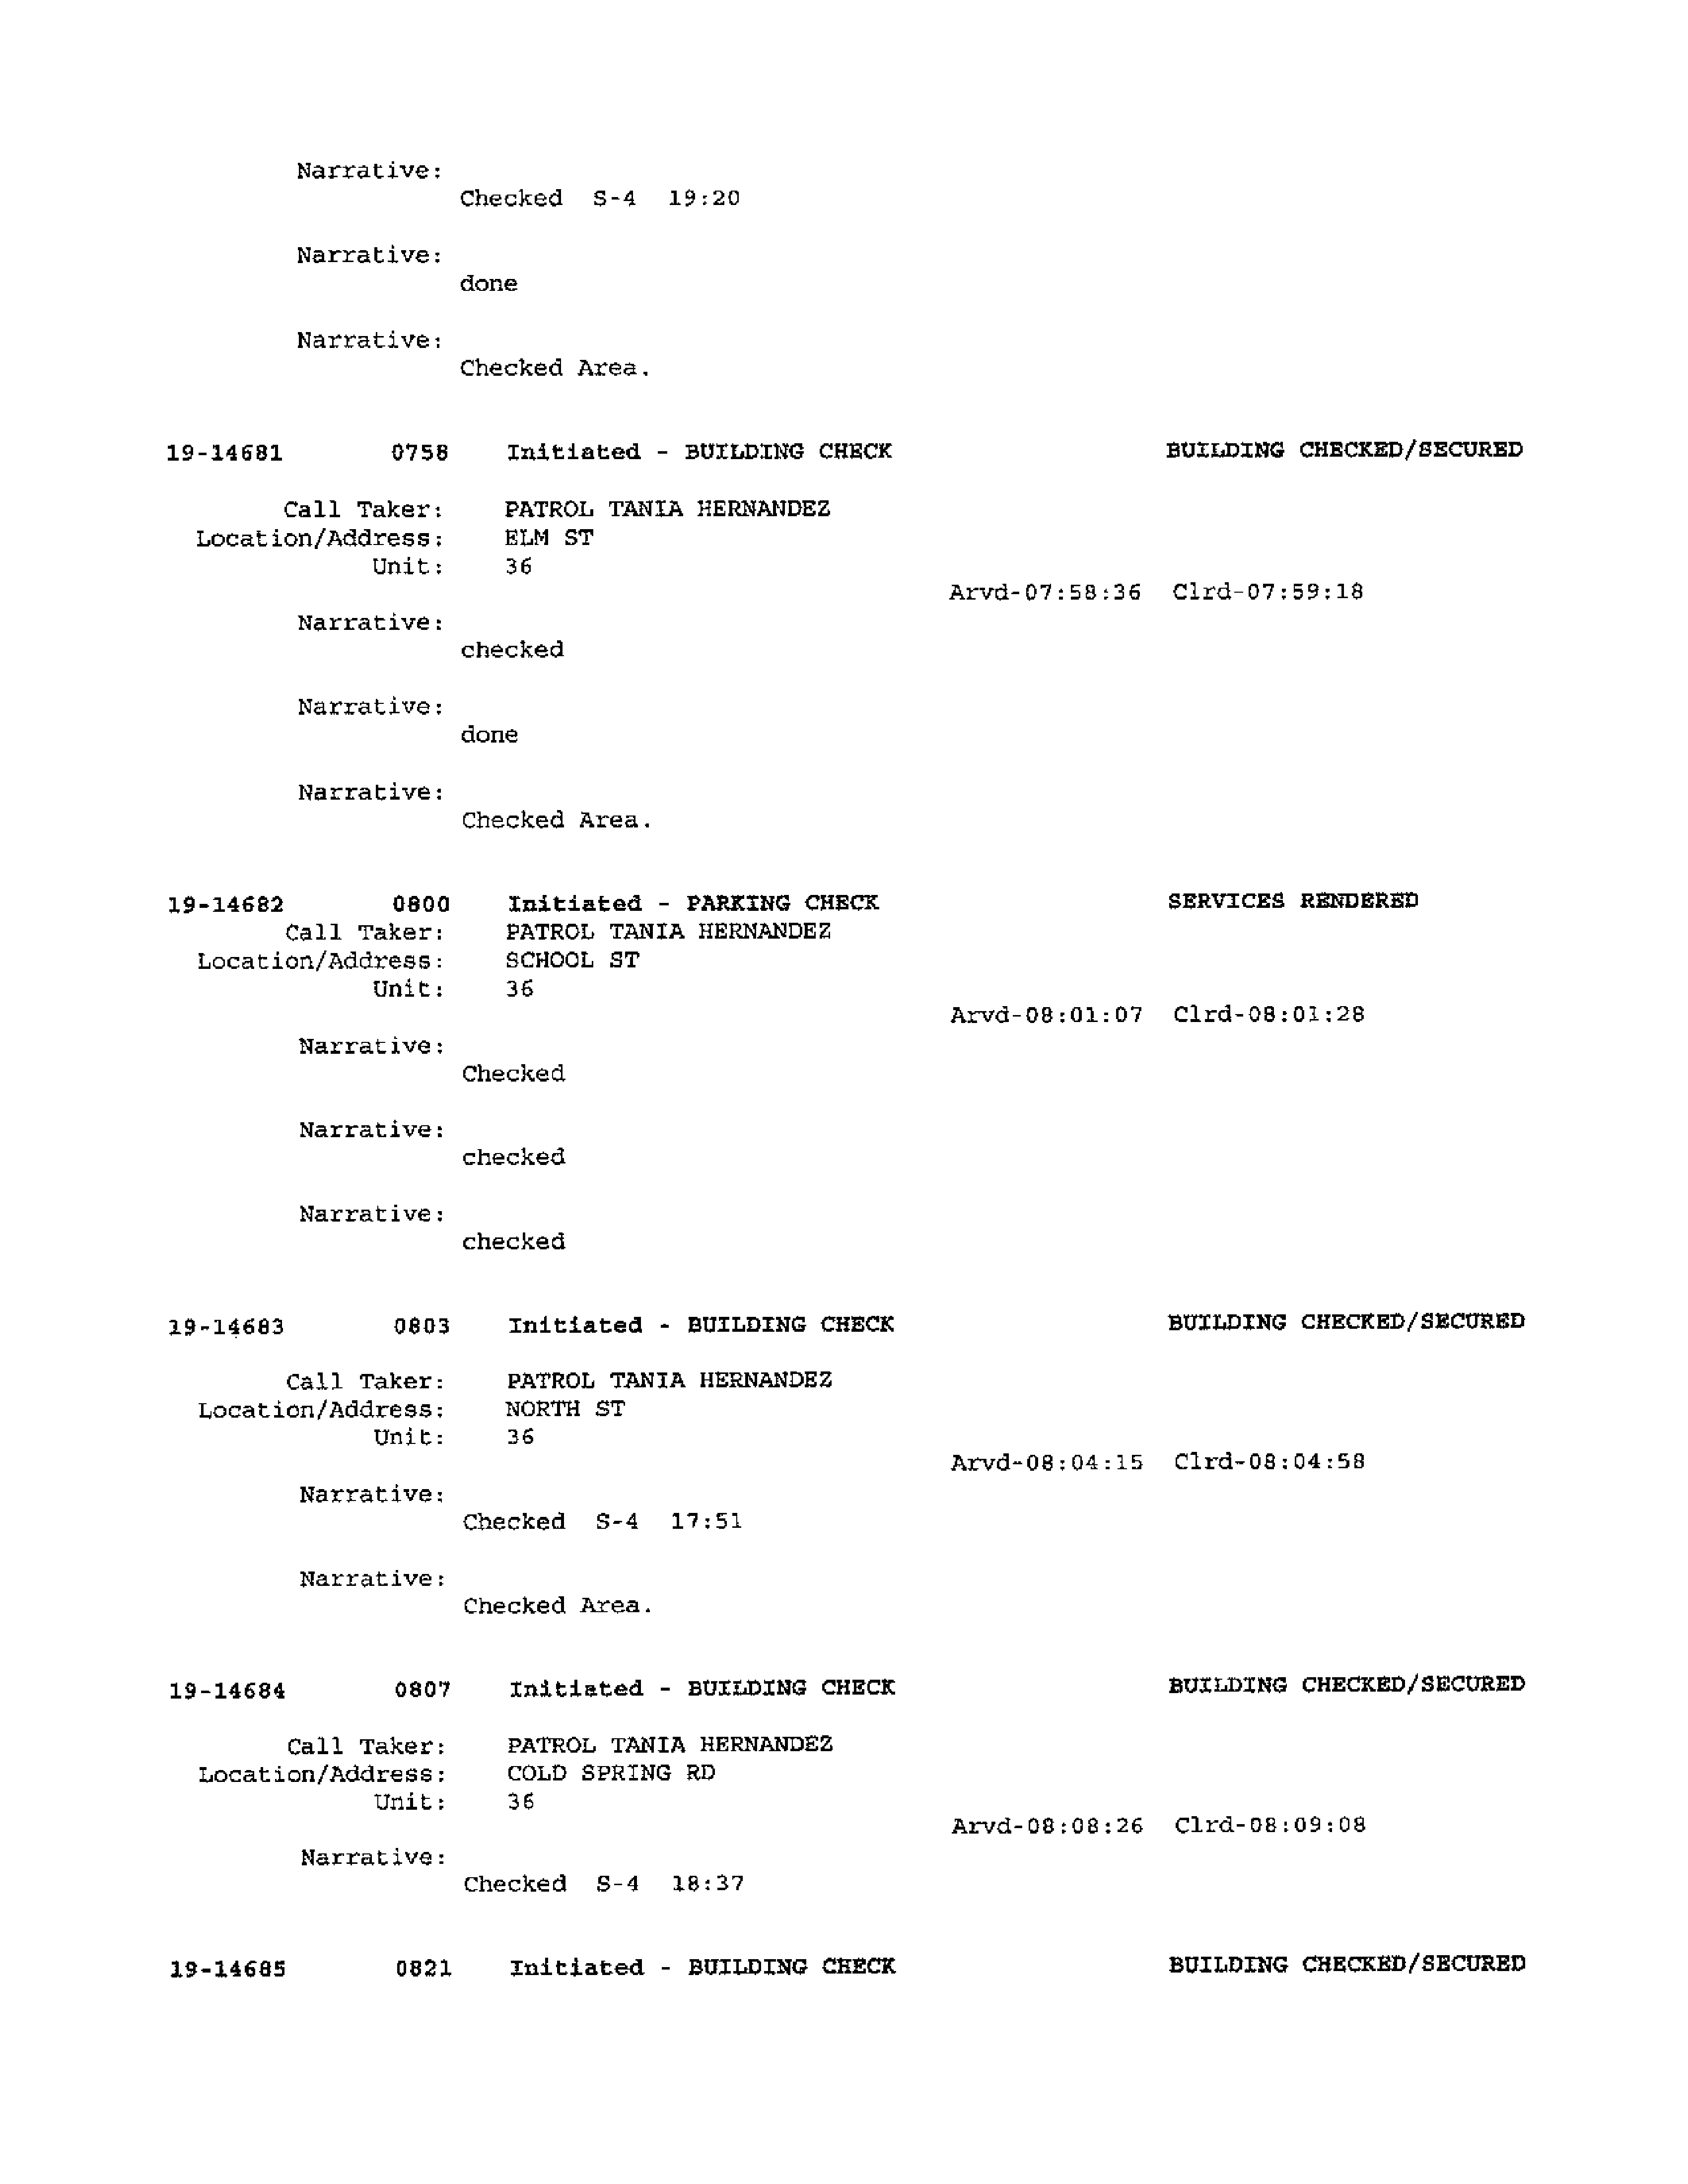 Narrative:
Checked S-4 19:20
Narrative:
done
Narrative:
Checked Area.
19-14681 0758 Initiated - BUILDING CHECK BUILDING CHECKED/SECURED
Call Taker: PATROL TANIA HERNANDEZ
Location/Address: ELM ST
Unit: 36
Arvd-07:58:36 Clrd-07:59:18
Narrative:
checked
Narrative:
done
Narrative:
Checked Area.
19-14682 0800 Initiated - PARKING CHECK SERVICES RENDERED
Call Taker: PATROL TANIA HERNANDEZ
Location/Address: SCHOOL ST
Unit: 36
Arvd-08:01:07 Clrd-08:01:28
Narrative:
Checked
Narrative:
checked
Narrative:
checked
19-14683 0803 Initiated - BUILDING CHECK BUILDING CHECKED/SECURED
Call Taker: PATROL TANIA HERNANDEZ
Location/Address: NORTH ST
Unit: 36
Arvd-08:04:15 Clrd-08:04:58
Narrative:
Checked S-4 17:51
Narrative:
Checked Area.
19-14684 0807 Initiated - BUILDING CHECK BUILDING CHECKED/SECURED
Call Taker: PATROL TANIA HERNANDEZ
Location/Address: COLD SPRING RD
Unit: 36
Arvd-08:08:26 Clrd-08:09:08
Narrative:
Checked S-4 18:37
19-14685 0821 Initiated - BUILDING CHECK BUILDING CHECKED/SECURED